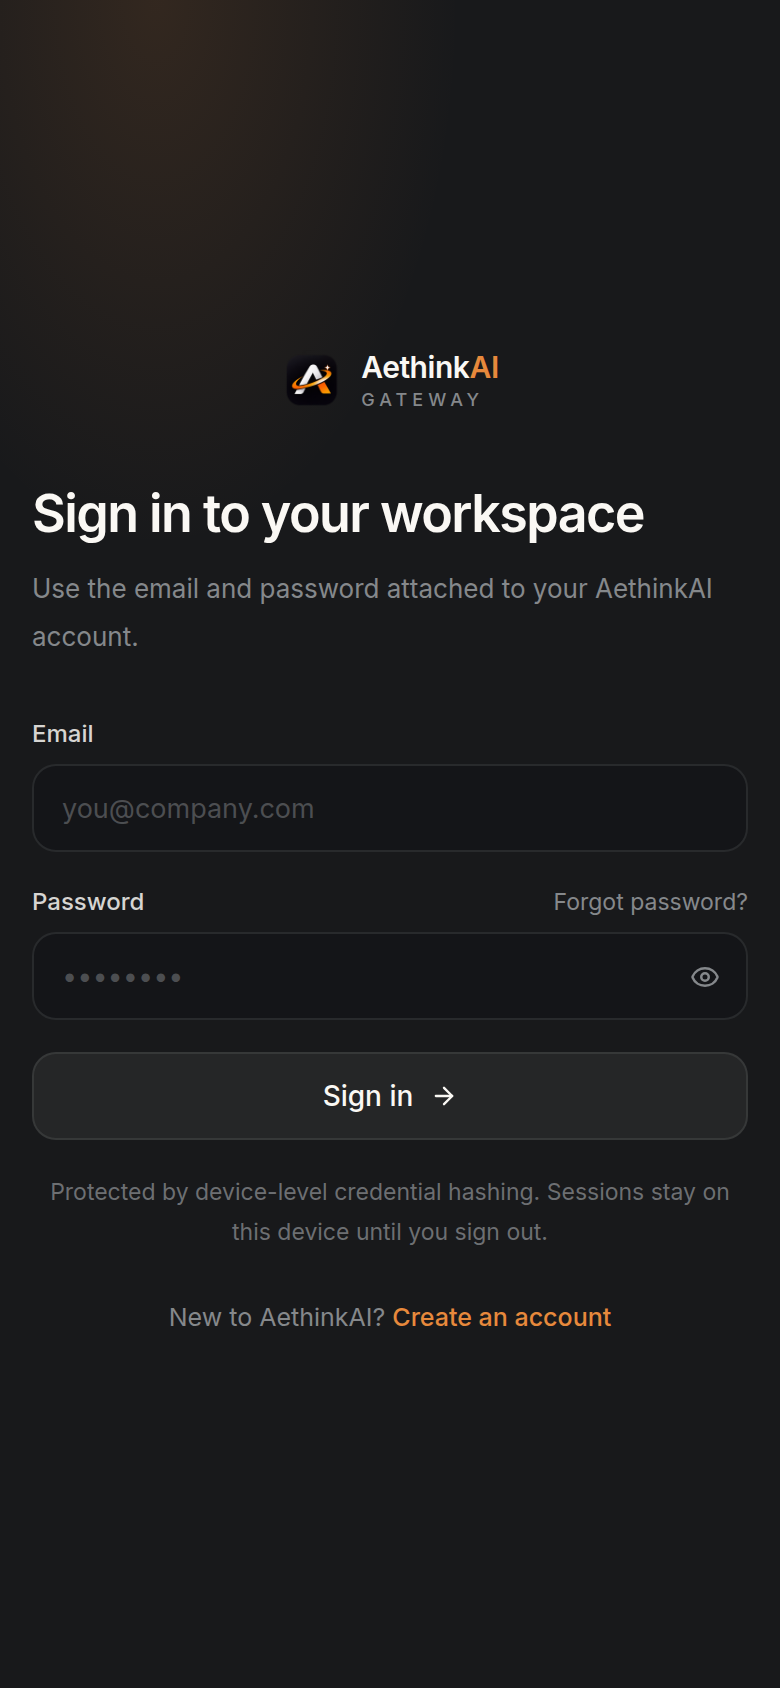 AethinkAI
GATEWAY
Sign in to your workspace
Use the email and password attached to your AethinkAI
account.
Email
you@company.com
Password
Forgot password?
••••••••
Sign in →
Protected by device-level credential hashing. Sessions stay on
this device until you sign out.
New to AethinkAI? Create an account